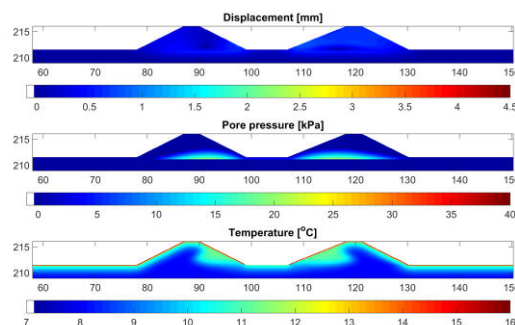 Displacement [mm]
215
210
60 70 80 90 100 110 120 130 140 150
0 0.5 1 1.5 2 2.5 3 3.5 4 4.5
Pore pressure [kPa]
215
210
60 70 80 90 100 110 120 130 140 150
0 5 10 15 20 25 30 35 40
Temperature [°C]
215
210
60 70 80 90 100 110 120 130 140 150
7 8 9 10 11 12 13 14 15 16